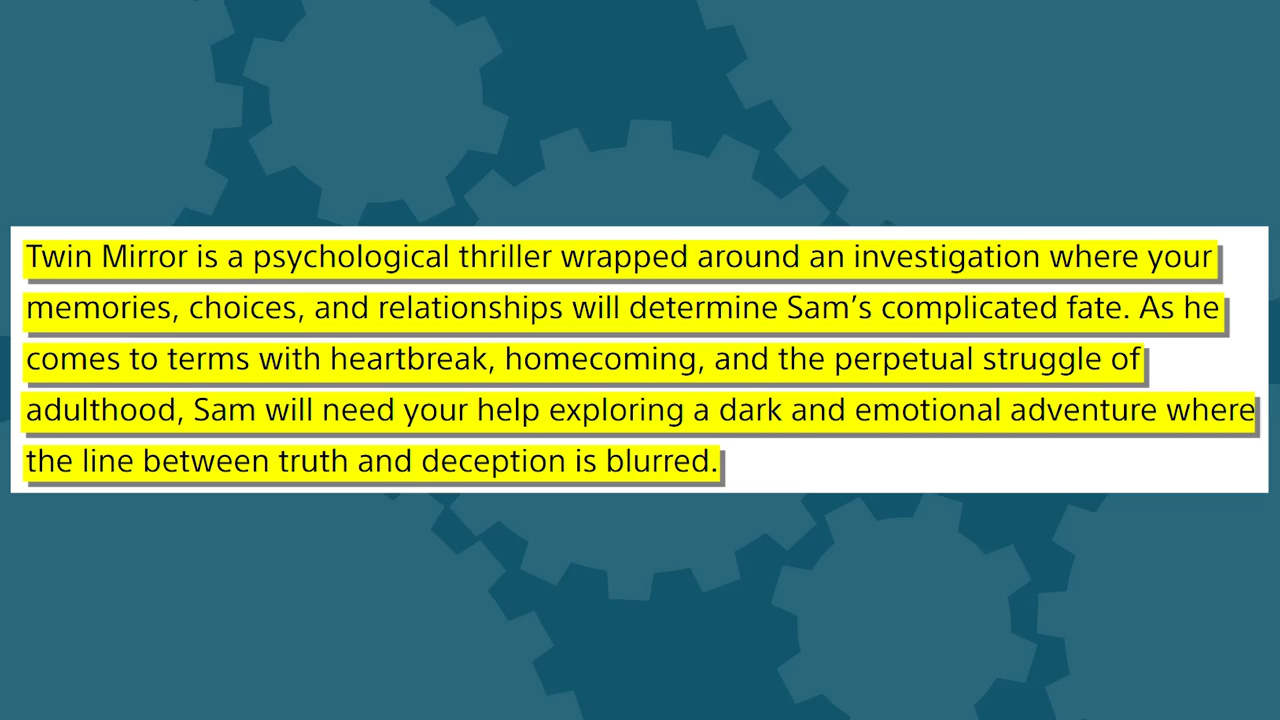 Twin Mirror is a psychological thriller wrapped around an investigation where your
memories, choices, and relationships will determine Sam’s complicated fate. As he
comes to terms with heartbreak, homecoming, and the perpetual struggle of
adulthood, Sam will need your help exploring a dark and emotional adventure where
the line between truth and deception is blurred.